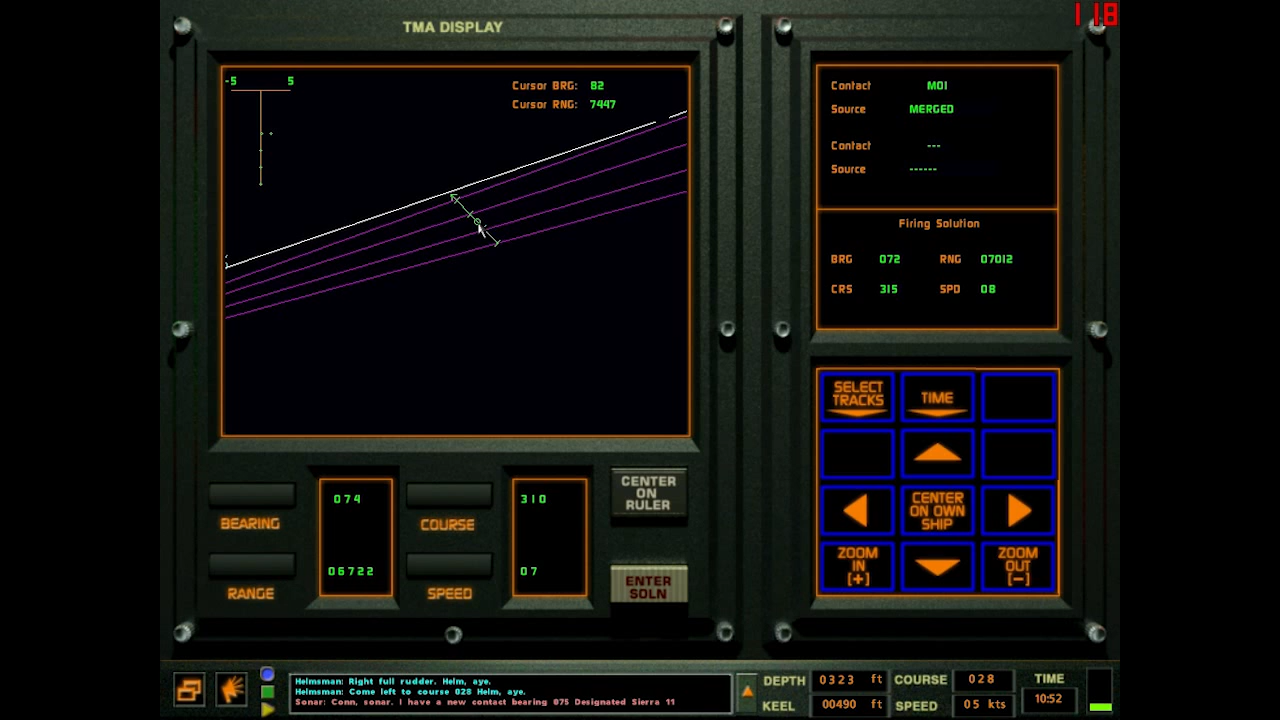 TMA DISPLAY
118
-5 5
Cursor BRG: 82
Cursor RNG: 7447
Contact M01
Source MERGED
Contact ---
Source ------
Firing Solution
BRG 072 RNG 07012
CRS 315 SPD 08
SELECT TRACKS
TIME
CENTER ON OWN SHIP
ZOOM IN [+]
ZOOM OUT [-]
074
310
BEARING
COURSE
06722
07
RANGE
SPEED
CENTER ON RULER
ENTER SOLN
Helmsman: Right full rudder. Helm, aye.
Helmsman: Come left to course 028 Helm, aye.
Sonar: Conn, sonar. I have a new contact bearing 075 Designated Sierra 11
DEPTH 0323 ft COURSE 028 TIME
KEEL 00490 ft SPEED 05 kts 10:52